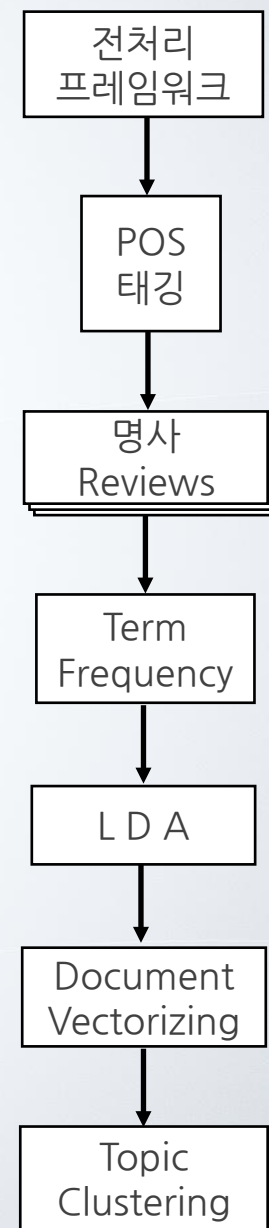 전처리
프레임워크
POS
태깅
명사
Reviews
Term
Frequency
L D A
Document
Vectorizing
Topic
Clustering